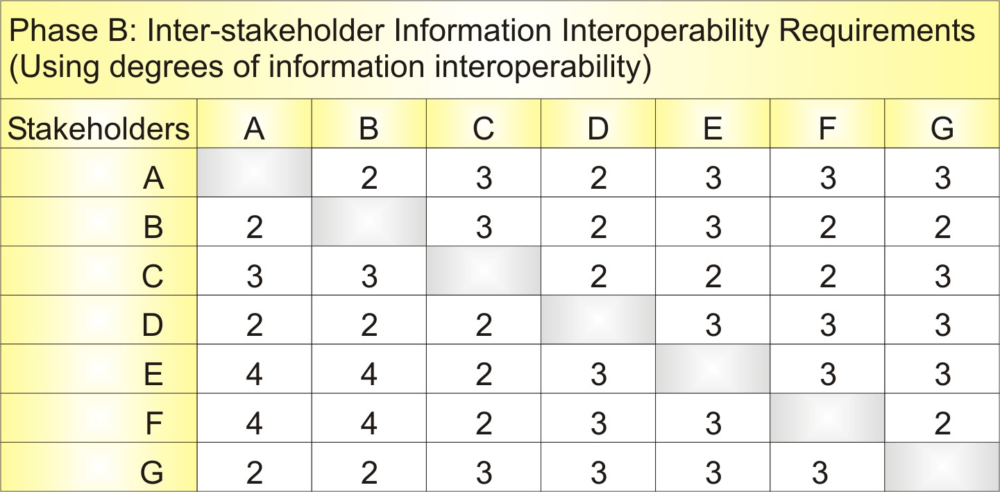 Phase B: Inter-stakeholder Information Interoperability Requirements
(Using degrees of information interoperability)
Stakeholders A B C D E F G
A 2 3 2 3 3 3
B 2 3 2 3 2 2
C 3 3 2 2 2 3
D 2 2 2 3 3 3
E 4 4 2 3 3 3
F 4 4 2 3 3 2
G 2 2 3 3 3 3